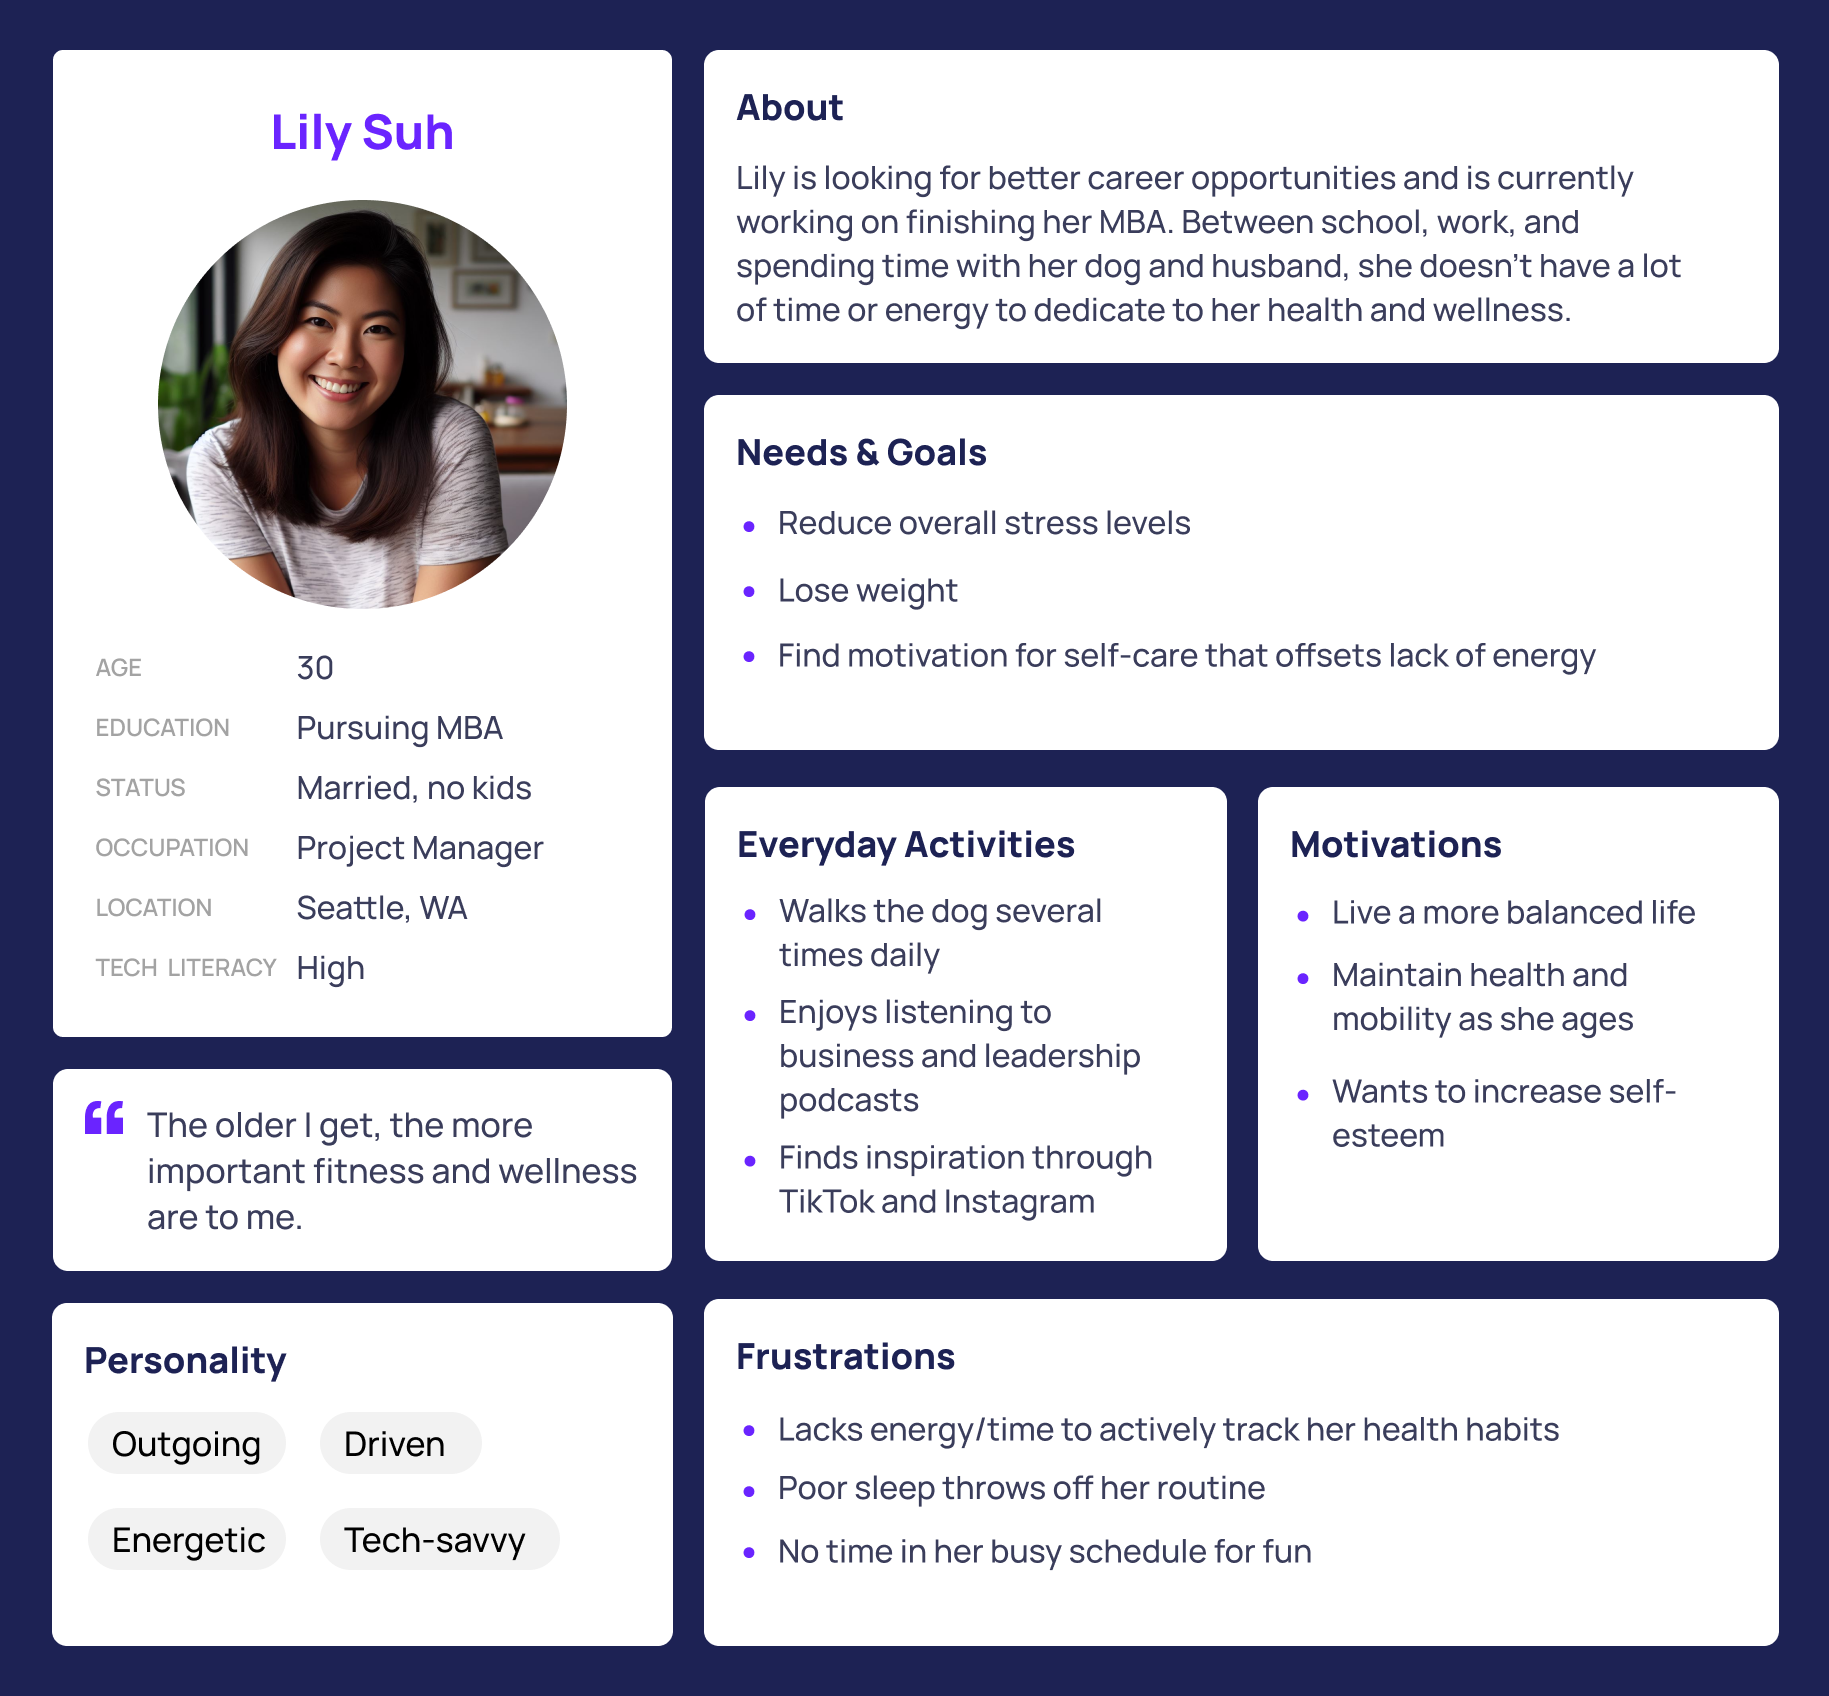 Lily Suh
AGE 30
EDUCATION Pursuing MBA
STATUS Married, no kids
OCCUPATION Project Manager
LOCATION Seattle, WA
TECH LITERACY High
“ The older I get, the more
important fitness and wellness
are to me.
Personality
Outgoing Driven
Energetic Tech-savvy
About
Lily is looking for better career opportunities and is currently
working on finishing her MBA. Between school, work, and
spending time with her dog and husband, she doesn’t have a lot
of time or energy to dedicate to her health and wellness.
Needs & Goals
• Reduce overall stress levels
• Lose weight
• Find motivation for self-care that offsets lack of energy
Everyday Activities
• Walks the dog several
times daily
• Enjoys listening to
business and leadership
podcasts
• Finds inspiration through
TikTok and Instagram
Motivations
• Live a more balanced life
• Maintain health and
mobility as she ages
• Wants to increase self-
esteem
Frustrations
• Lacks energy/time to actively track her health habits
• Poor sleep throws off her routine
• No time in her busy schedule for fun